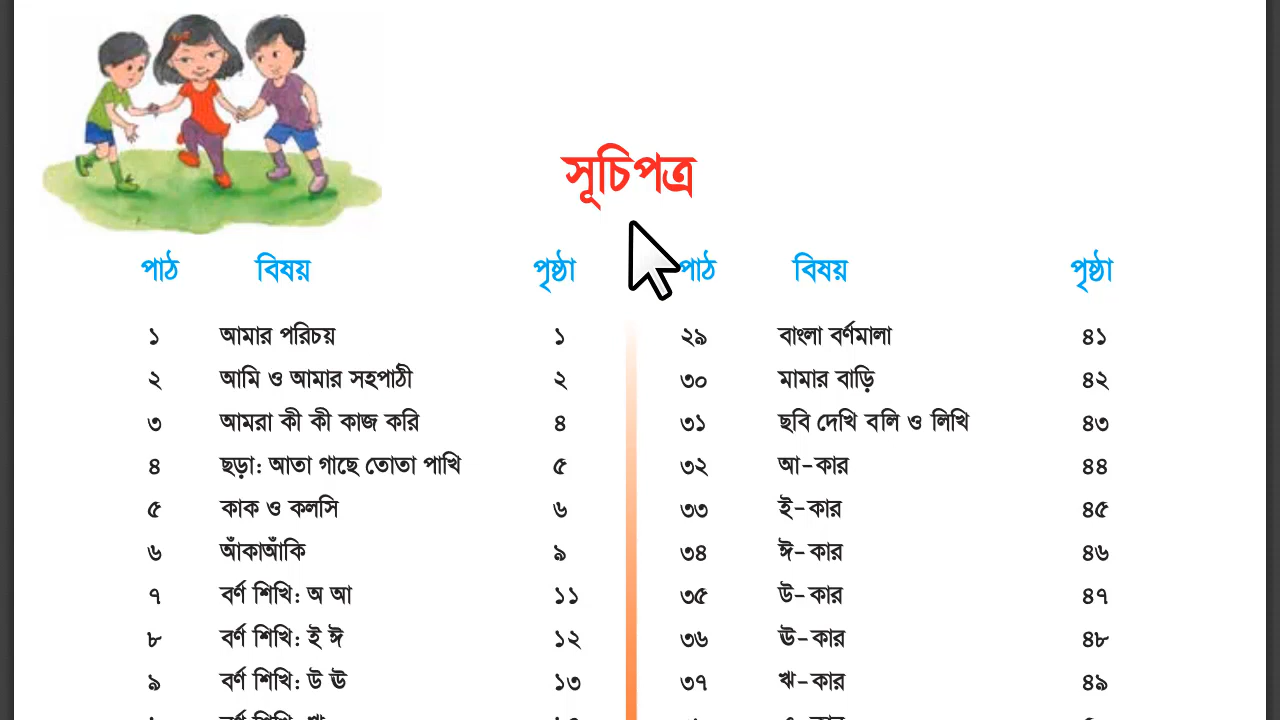 সূচিপত্র
পাঠ বিষয় পৃষ্ঠা
১ আমার পরিচয় ১
২ আমি ও আমার সহপাঠী ২
৩ আমরা কী কী কাজ করি ৪
৪ ছড়া: আতা গাছে তোতা পাখি ৫
৫ কাক ও কলসি ৬
৬ আঁকাআঁকি ৯
৭ বর্ণ শিখি: অ আ ১১
৮ বর্ণ শিখি: ই ঈ ১২
৯ বর্ণ শিখি: উ ঊ ১৩
পাঠ বিষয় পৃষ্ঠা
২৯ বাংলা বর্ণমালা ৪১
৩০ মামার বাড়ি ৪২
৩১ ছবি দেখি বলি ও লিখি ৪৩
৩২ আ-কার ৪৪
৩৩ ই-কার ৪৫
৩৪ ঈ-কার ৪৬
৩৫ উ-কার ৪৭
৩৬ ঊ-কার ৪৮
৩৭ ঋ-কার ৪৯